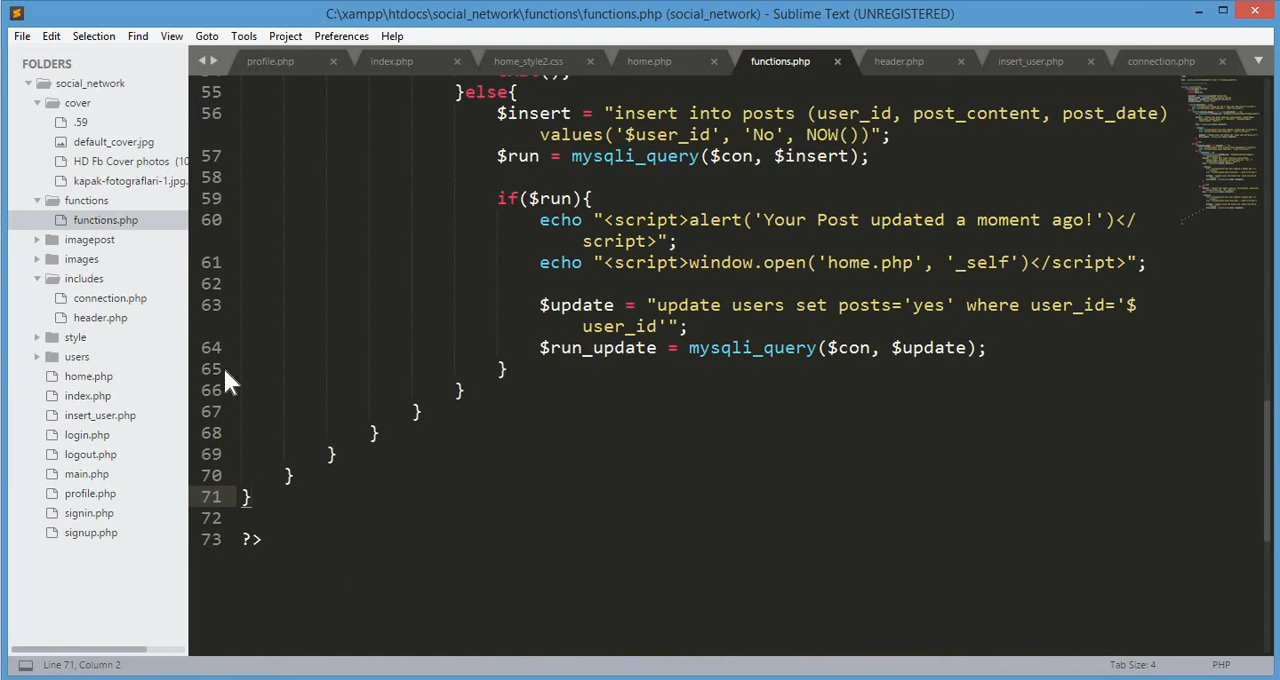 C:\xampp\htdocs\social_network\functions\functions.php (social_network) - Sublime Text (UNREGISTERED)
File Edit Selection Find View Goto Tools Project Preferences Help
FOLDERS
social_network
cover
.59
default_cover.jpg
HD Fb Cover photos (10
kapak-fotograflari-1.jpg
functions
functions.php
imagepost
images
includes
connection.php
header.php
style
users
home.php
index.php
insert_user.php
login.php
logout.php
main.php
profile.php
signin.php
signup.php
profile.php index.php home_style2.css home.php functions.php header.php insert_user.php connection.php
55 }else{
56 $insert = "insert into posts (user_id, post_content, post_date)
values('$user_id', 'No', NOW())";
57 $run = mysqli_query($con, $insert);
58
59 if($run){
60 echo "<script>alert('Your Post updated a moment ago!')</
script>";
61 echo "<script>window.open('home.php', '_self')</script>";
62
63 $update = "update users set posts='yes' where user_id='$
user_id'";
64 $run_update = mysqli_query($con, $update);
65 }
66 }
67 }
68 }
69 }
70 }
71 }
72
73 ?>
Line 71, Column 2
Tab Size: 4
PHP